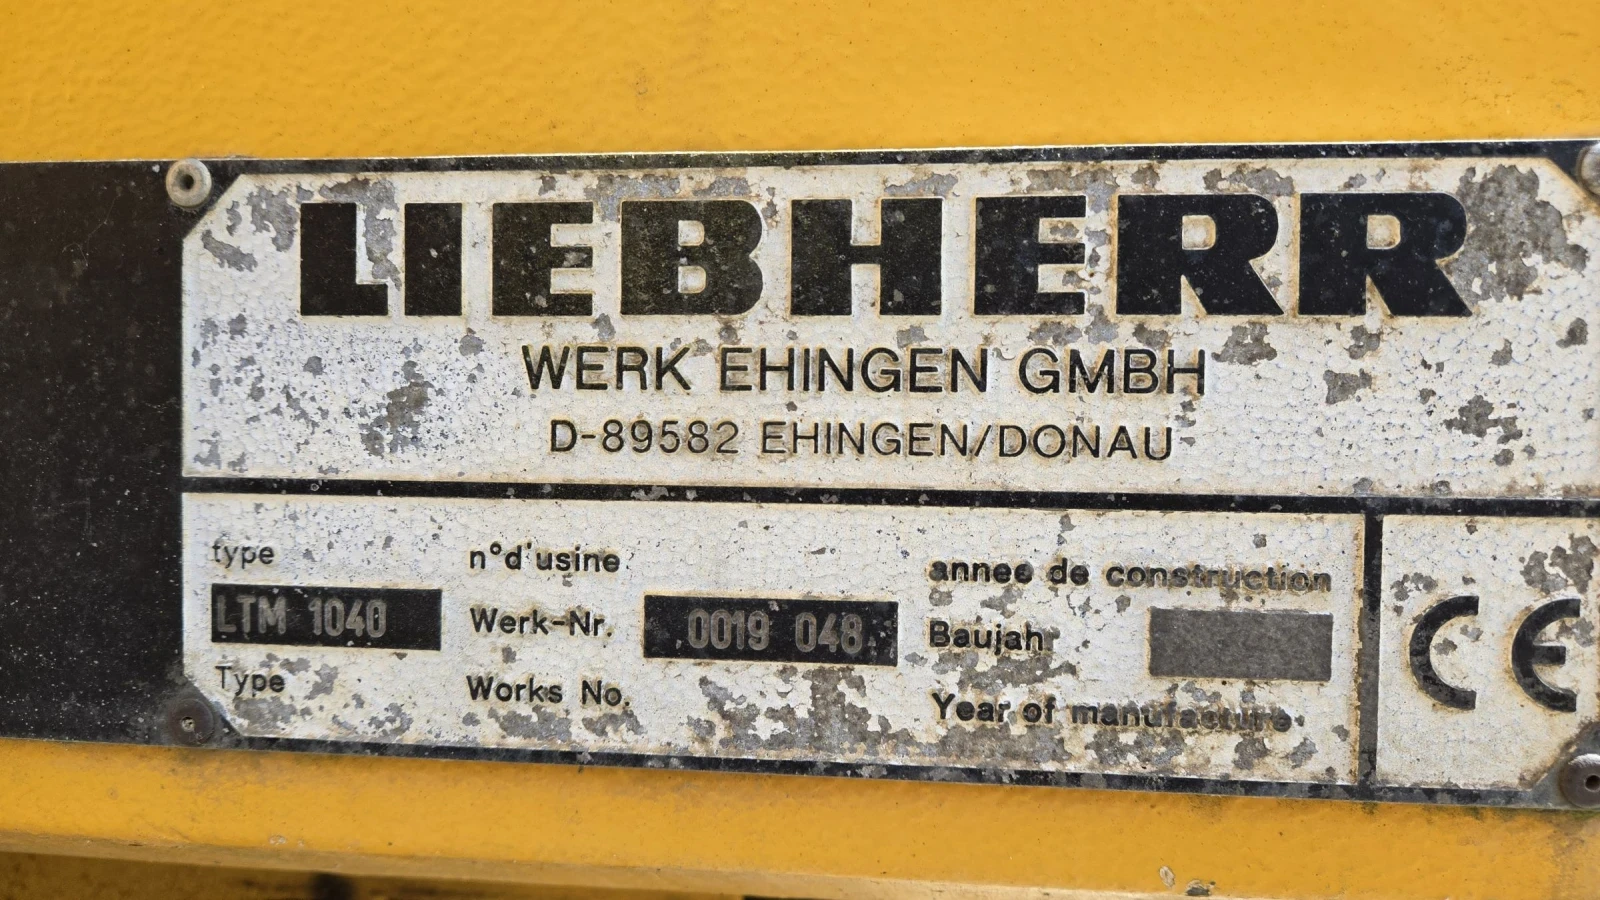 LIEBHERR
WERK EHINGEN GMBH
D-89582 EHINGEN/DONAU
type
LTM 1040
Type
n°d'usine
Werk-Nr.
Works No.
0019 048
annee de construction
Baujahr
Year of manufacture
CE